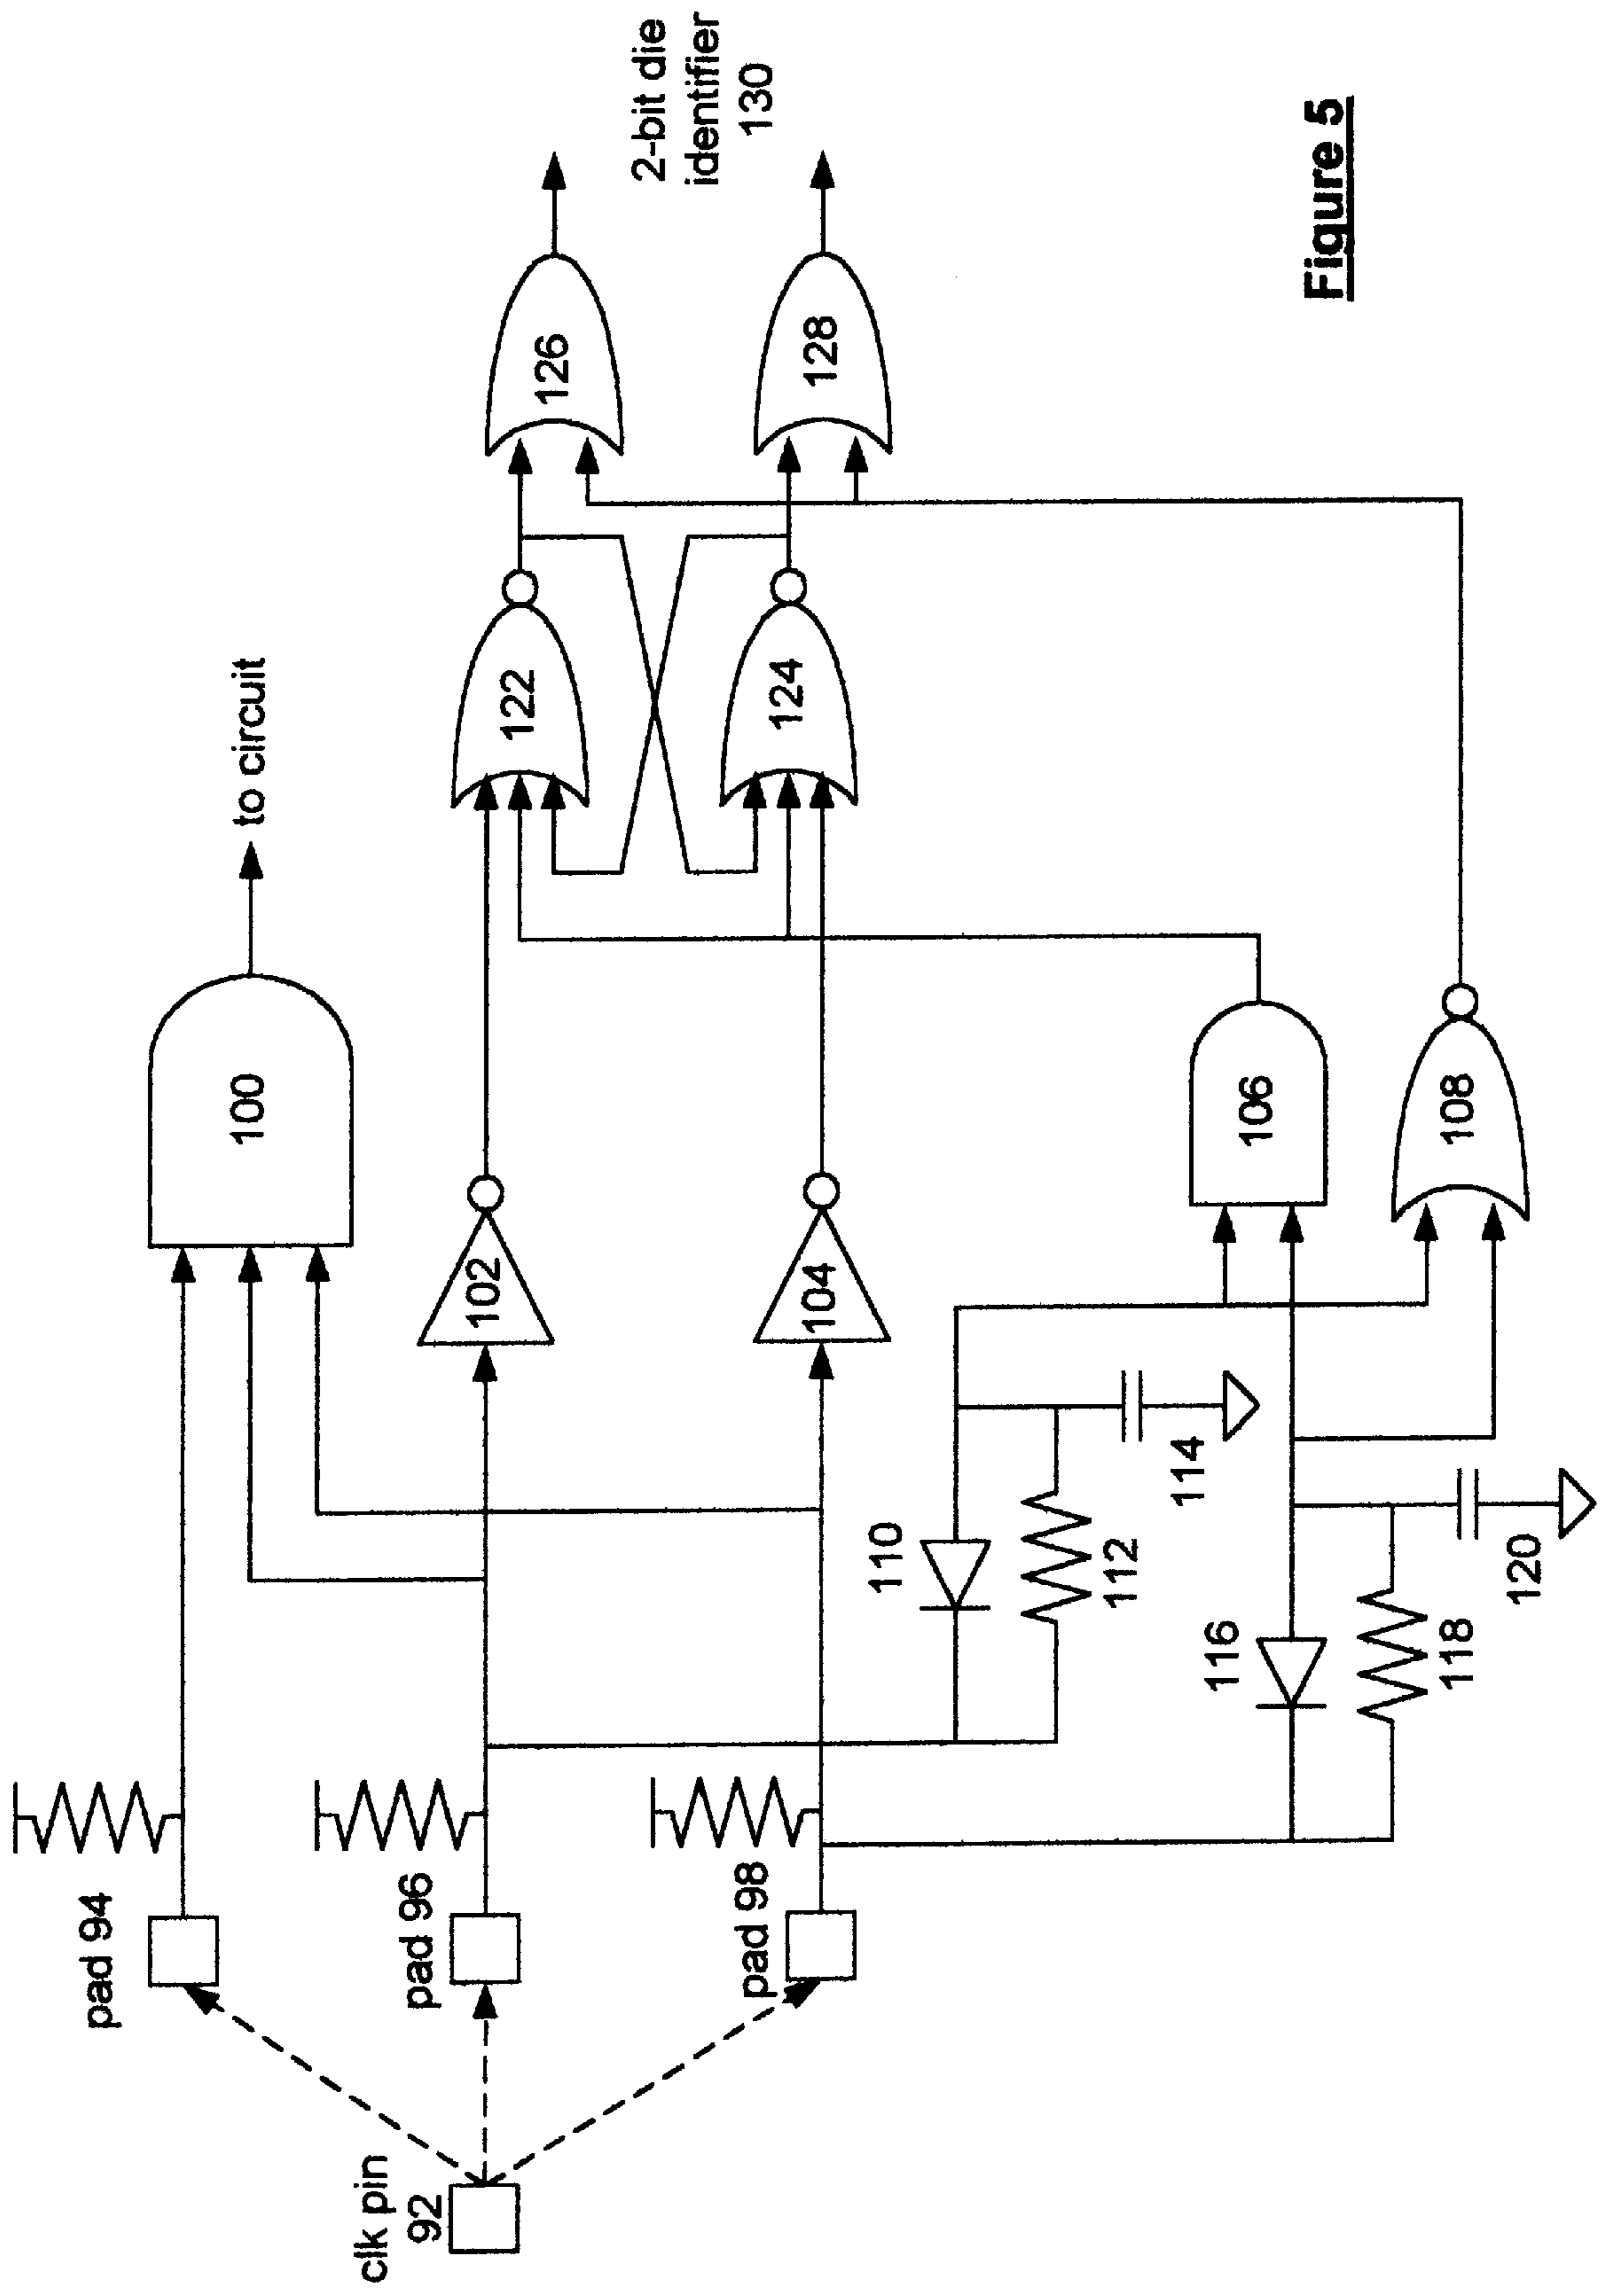 clk pin
92
pad 94
pad 96
pad 98
100
to circuit
102
104
110
112
114
116
118
120
106
108
122
124
126
128
2-bit die
identifier
130
Figure 5